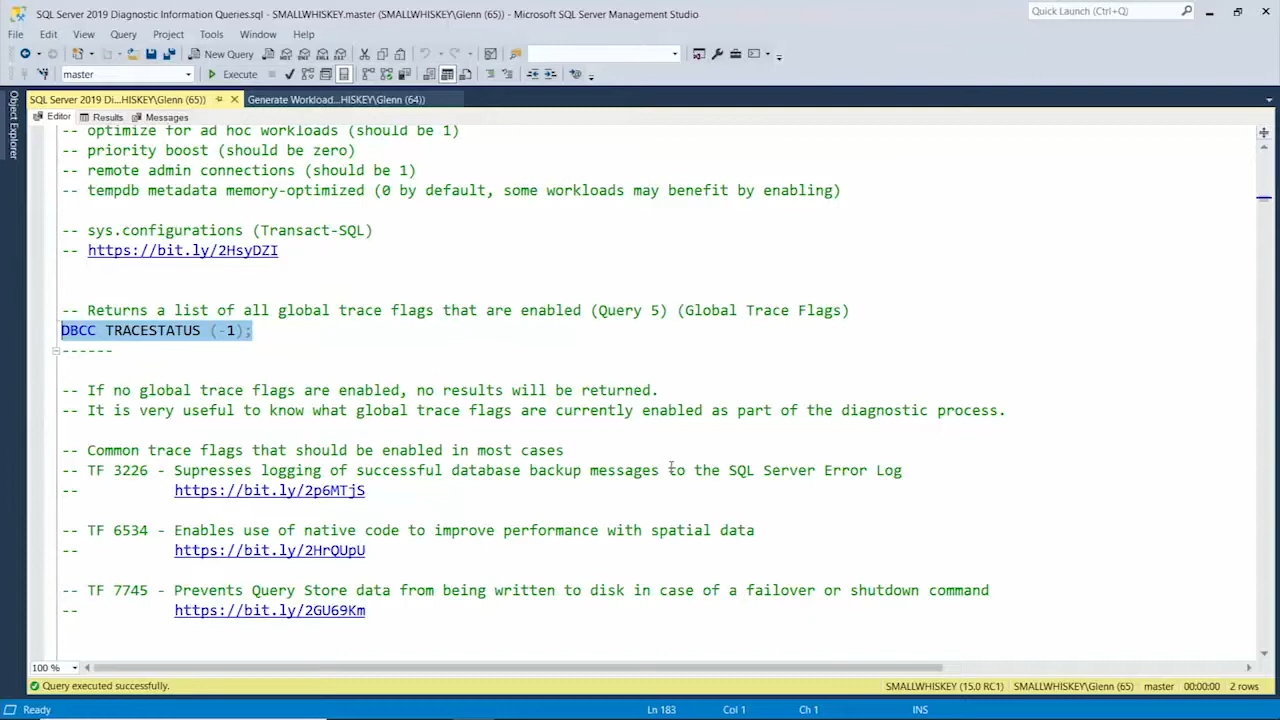 SQL Server 2019 Diagnostic Information Queries.sql - SMALLWHISKEY.master (SMALLWHISKEY\Glenn (65)) - Microsoft SQL Server Management Studio
Quick Launch (Ctrl+Q)
File Edit View Query Project Tools Window Help
New Query
master Execute
SQL Server 2019 Di...HISKEY\Glenn (65)) Generate Workload...HISKEY\Glenn (64))
Object Explorer
Editor Results Messages
-- optimize for ad hoc workloads (should be 1)
-- priority boost (should be zero)
-- remote admin connections (should be 1)
-- tempdb metadata memory-optimized (0 by default, some workloads may benefit by enabling)
-- sys.configurations (Transact-SQL)
-- https://bit.ly/2HsyDZI
-- Returns a list of all global trace flags that are enabled (Query 5) (Global Trace Flags)
DBCC TRACESTATUS (-1);
------
-- If no global trace flags are enabled, no results will be returned.
-- It is very useful to know what global trace flags are currently enabled as part of the diagnostic process.
-- Common trace flags that should be enabled in most cases
-- TF 3226 - Supresses logging of successful database backup messages to the SQL Server Error Log
-- https://bit.ly/2p6MTjS
-- TF 6534 - Enables use of native code to improve performance with spatial data
-- https://bit.ly/2HrQUpU
-- TF 7745 - Prevents Query Store data from being written to disk in case of a failover or shutdown command
-- https://bit.ly/2GU69Km
100 %
Query executed successfully. SMALLWHISKEY (15.0 RC1) SMALLWHISKEY\Glenn (65) master 00:00:00 2 rows
Ready Ln 183 Col 1 Ch 1 INS